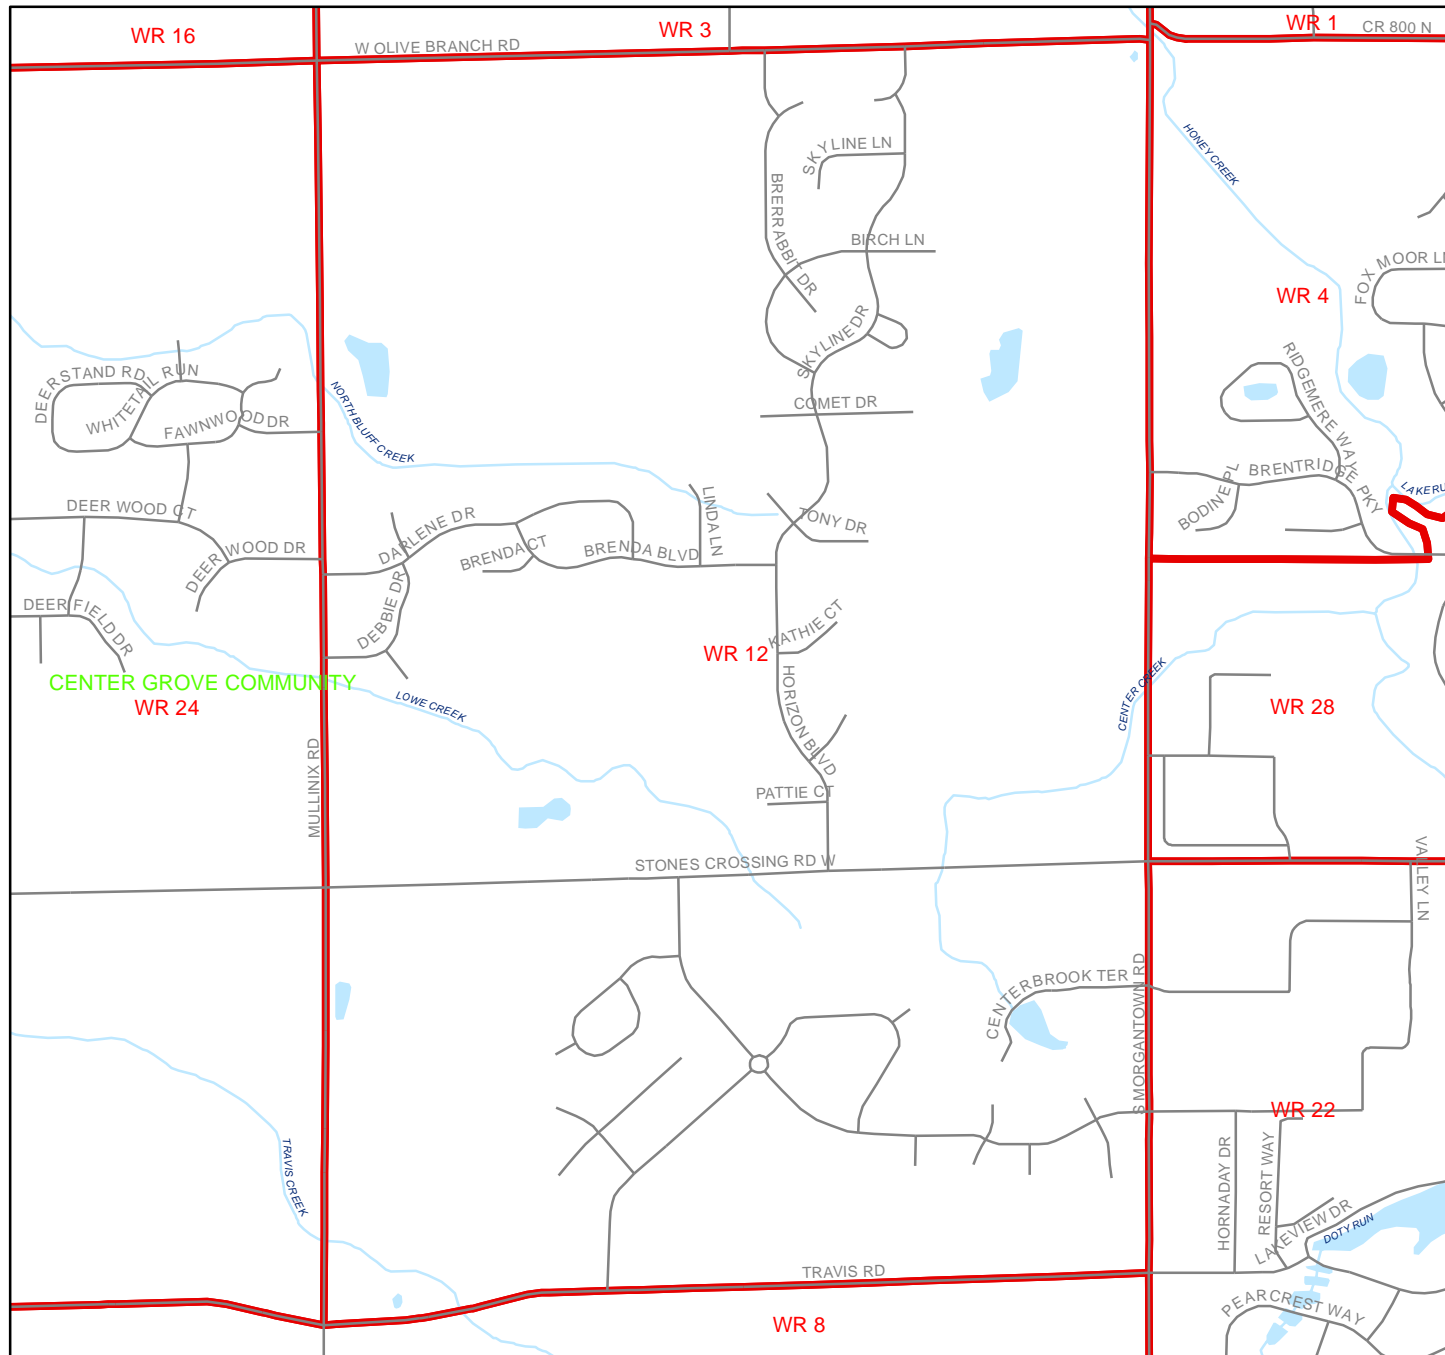 WR 16
WR 3
WR 1
CR 800 N
W OLIVE BRANCH RD
SKYLINE LN
HONEY CREEK
BRERRABBIT DR
BIRCH LN
FOX MOOR LN
WR 4
SKYLINE DR
RIDGEMERE WAY
DEERSTAND RD
WHITETAIL RUN
NORTH BLUFF CREEK
COMET DR
FAWNWOOD DR
BRENTRIDGE PKY
BODINE PL
LAKERU
DEER WOOD CT
LINDA LN
TONY DR
DARLENE DR
BRENDA CT
BRENDA BLVD
DEER WOOD DR
DEBBIE DR
DEER FIELD DR
KATHIE CT
WR 12
CENTER GROVE COMMUNITY
WR 24
LOWE CREEK
HORIZON BLVD
CENTER CREEK
WR 28
MULLINIX RD
PATTIE CT
STONES CROSSING RD W
VALLEY LN
CENTERBROOK TER
S MORGANTOWN RD
WR 22
TRAVIS CREEK
HORNADAY DR
RESORT WAY
LAKEVIEW DR
DOTY RUN
TRAVIS RD
PEARCREST WAY
WR 8